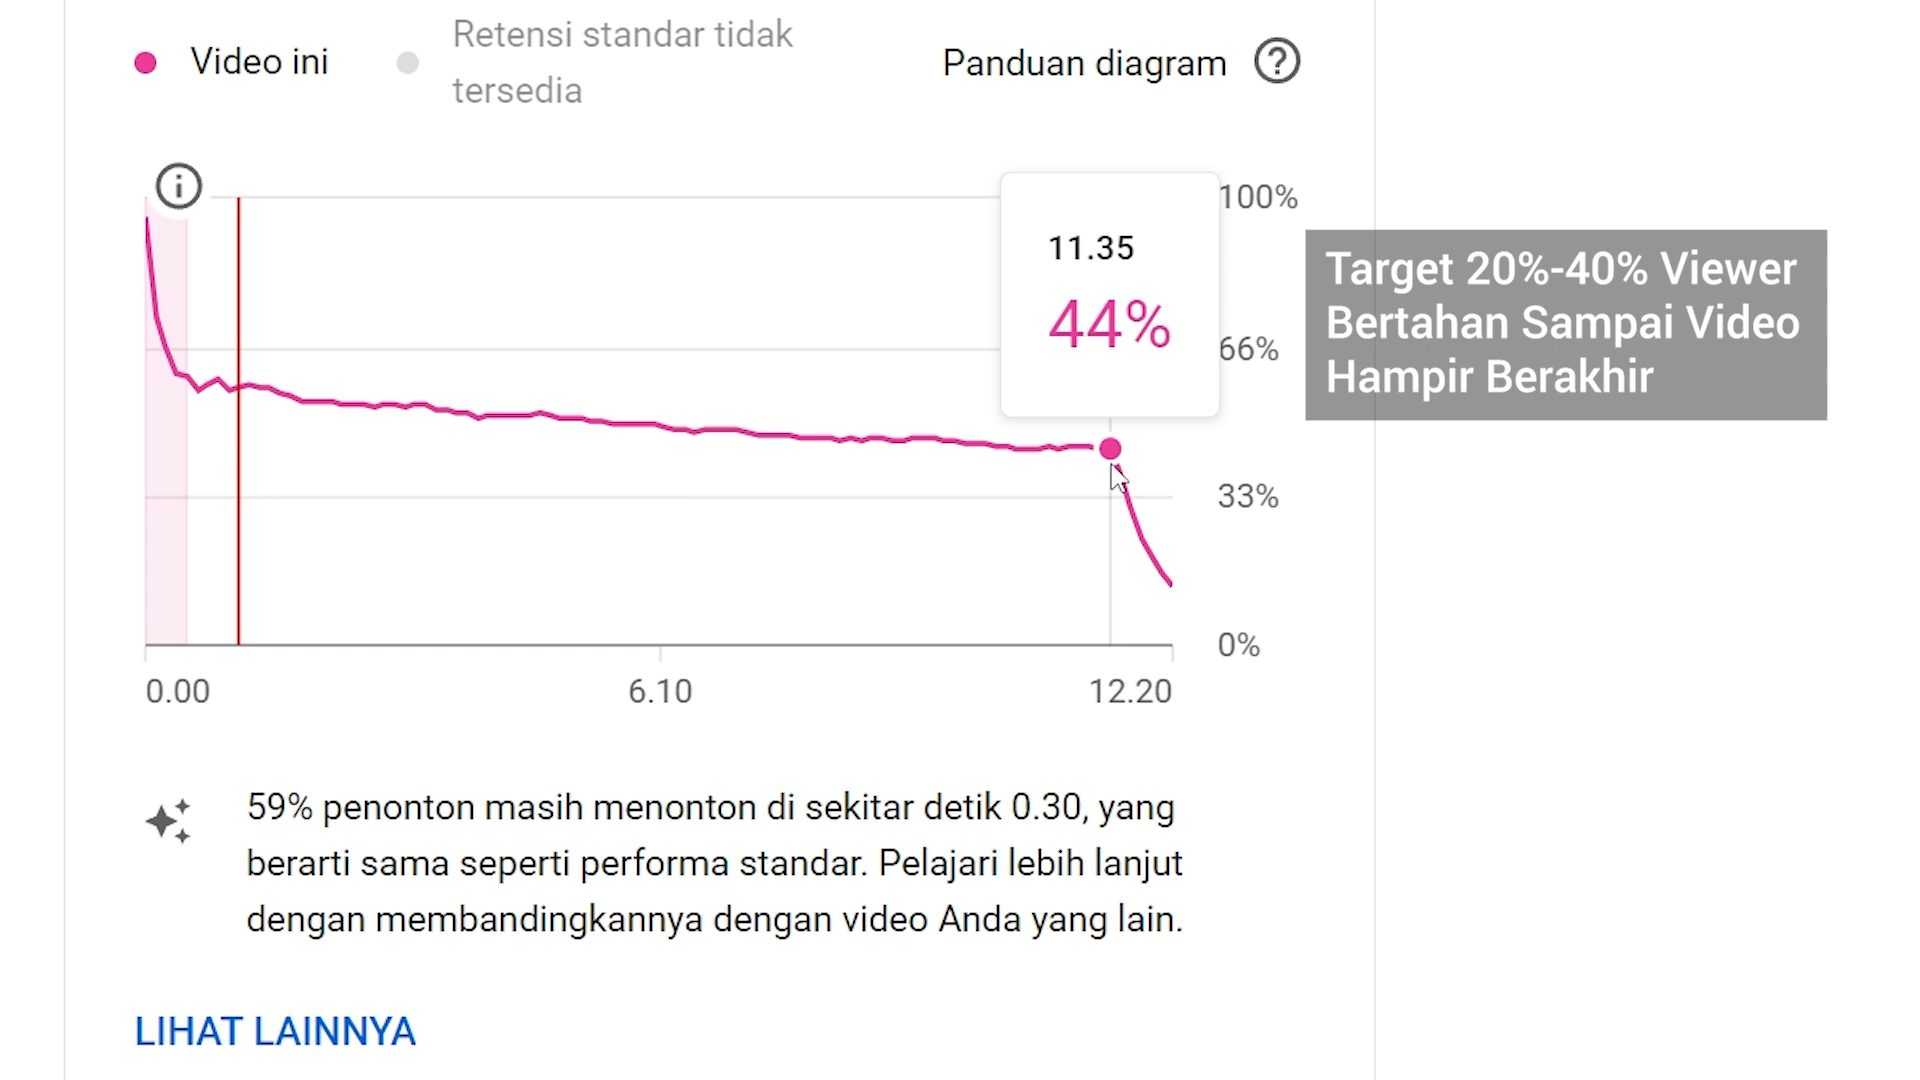 Video ini
Retensi standar tidak
tersedia
Panduan diagram
100%
11.35
44%
66%
33%
0%
0.00
6.10
12.20
Target 20%-40% Viewer
Bertahan Sampai Video
Hampir Berakhir
59% penonton masih menonton di sekitar detik 0.30, yang
berarti sama seperti performa standar. Pelajari lebih lanjut
dengan membandingkannya dengan video Anda yang lain.
LIHAT LAINNYA